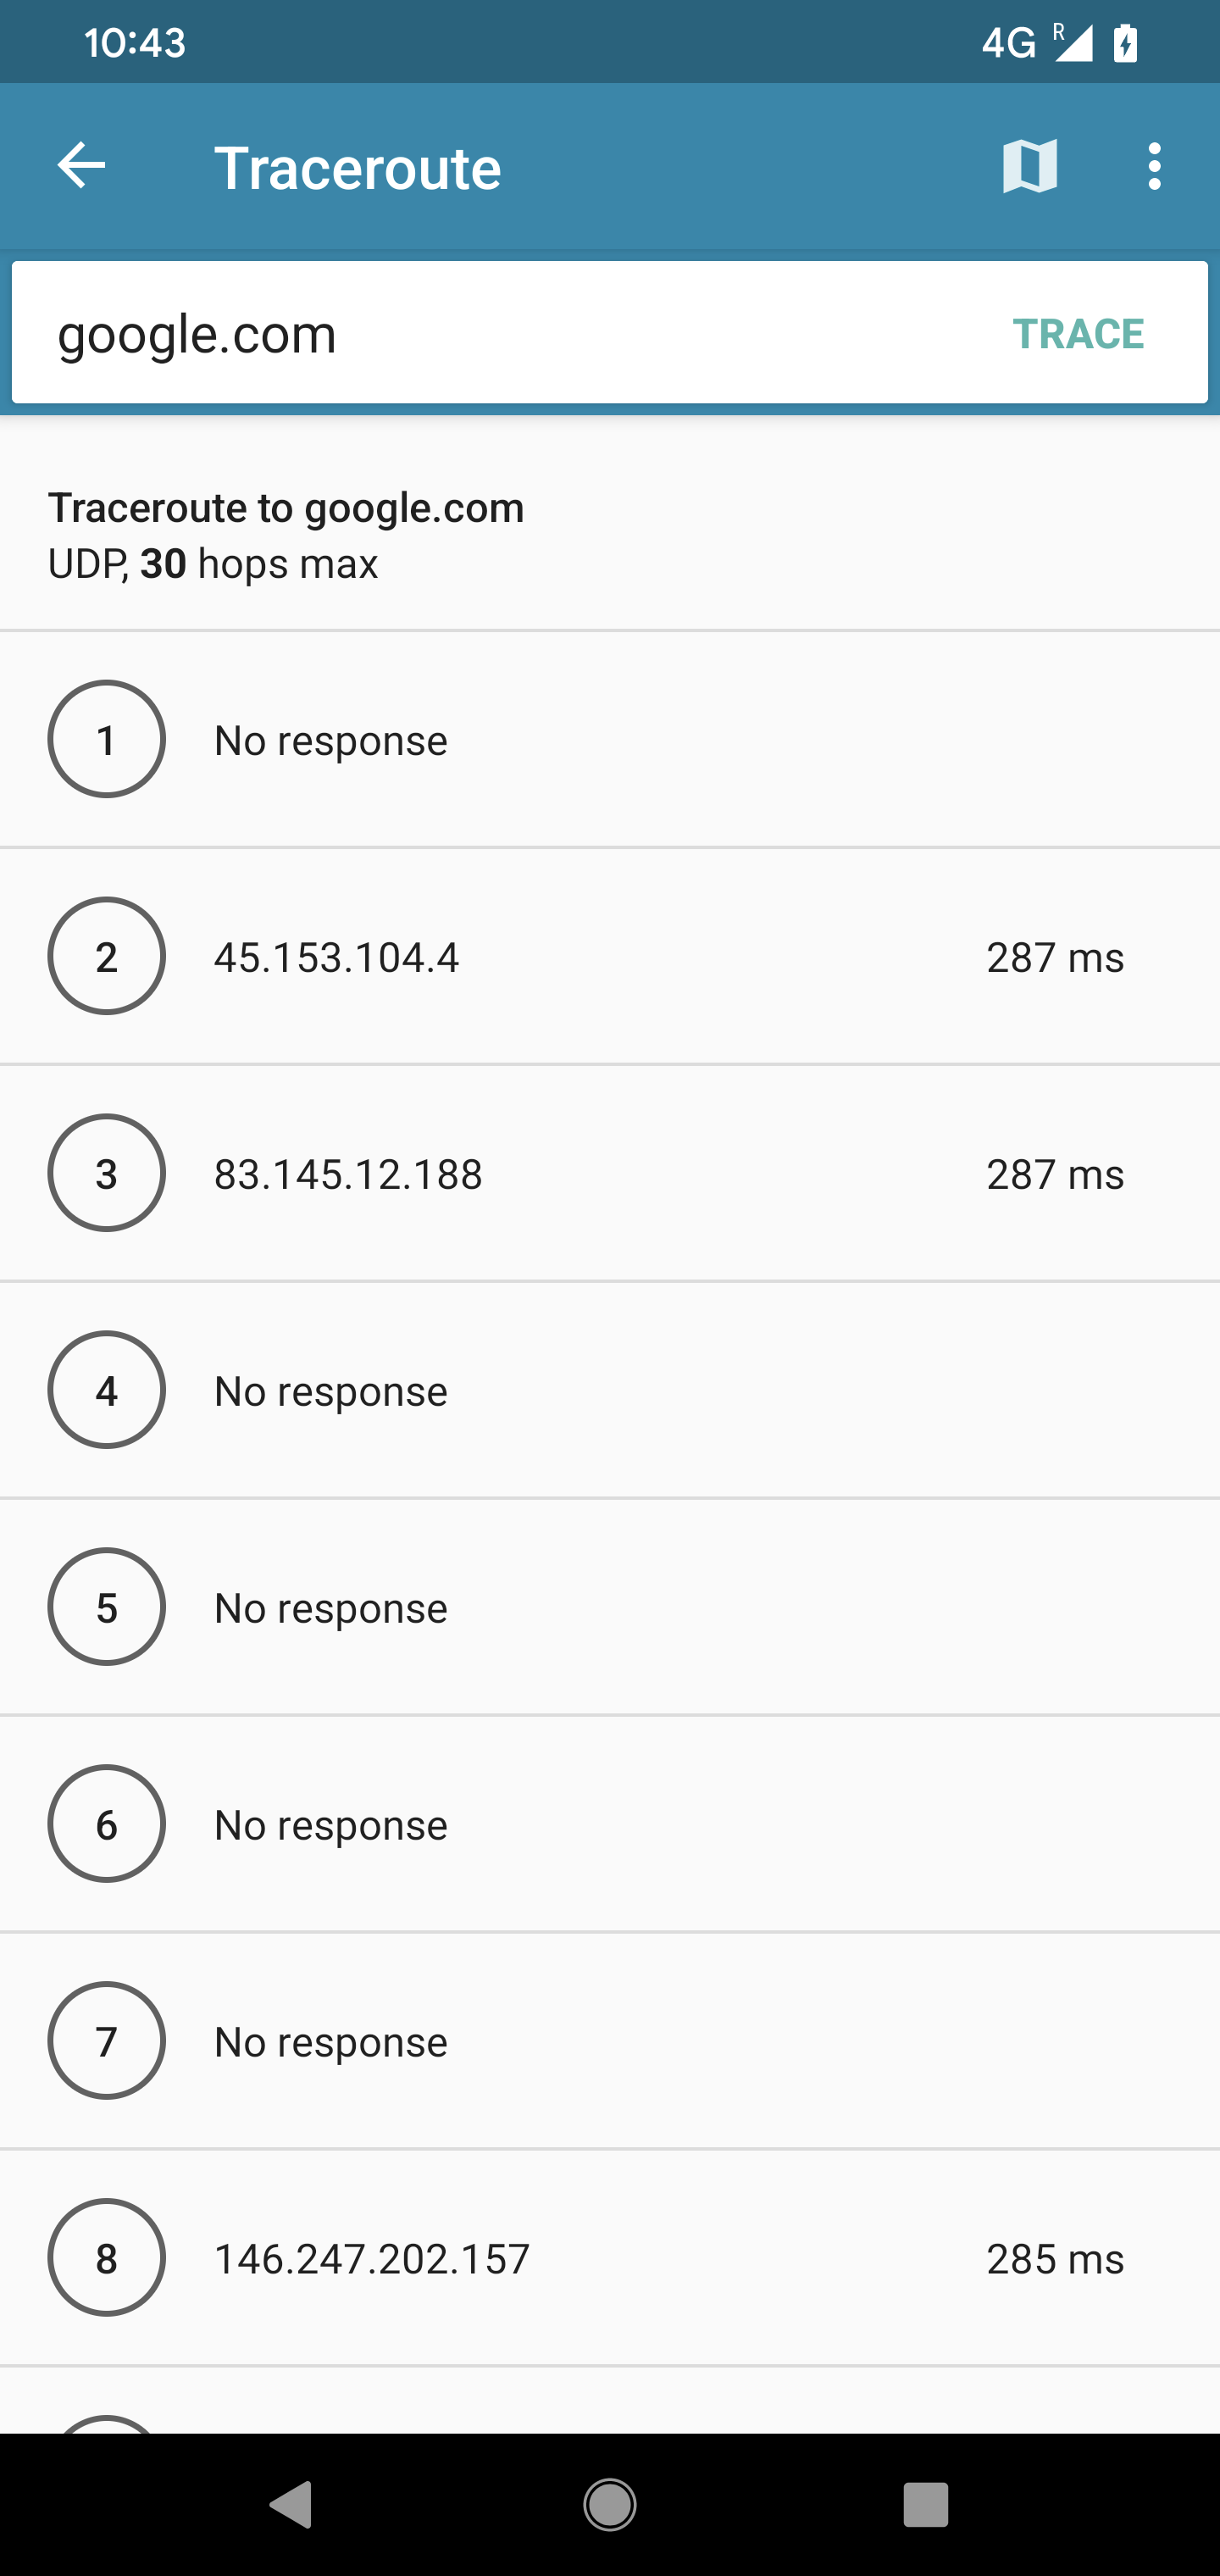 10:43
4G R
Traceroute
google.com TRACE
Traceroute to google.com
UDP, 30 hops max
1 No response
2 45.153.104.4 287 ms
3 83.145.12.188 287 ms
4 No response
5 No response
6 No response
7 No response
8 146.247.202.157 285 ms